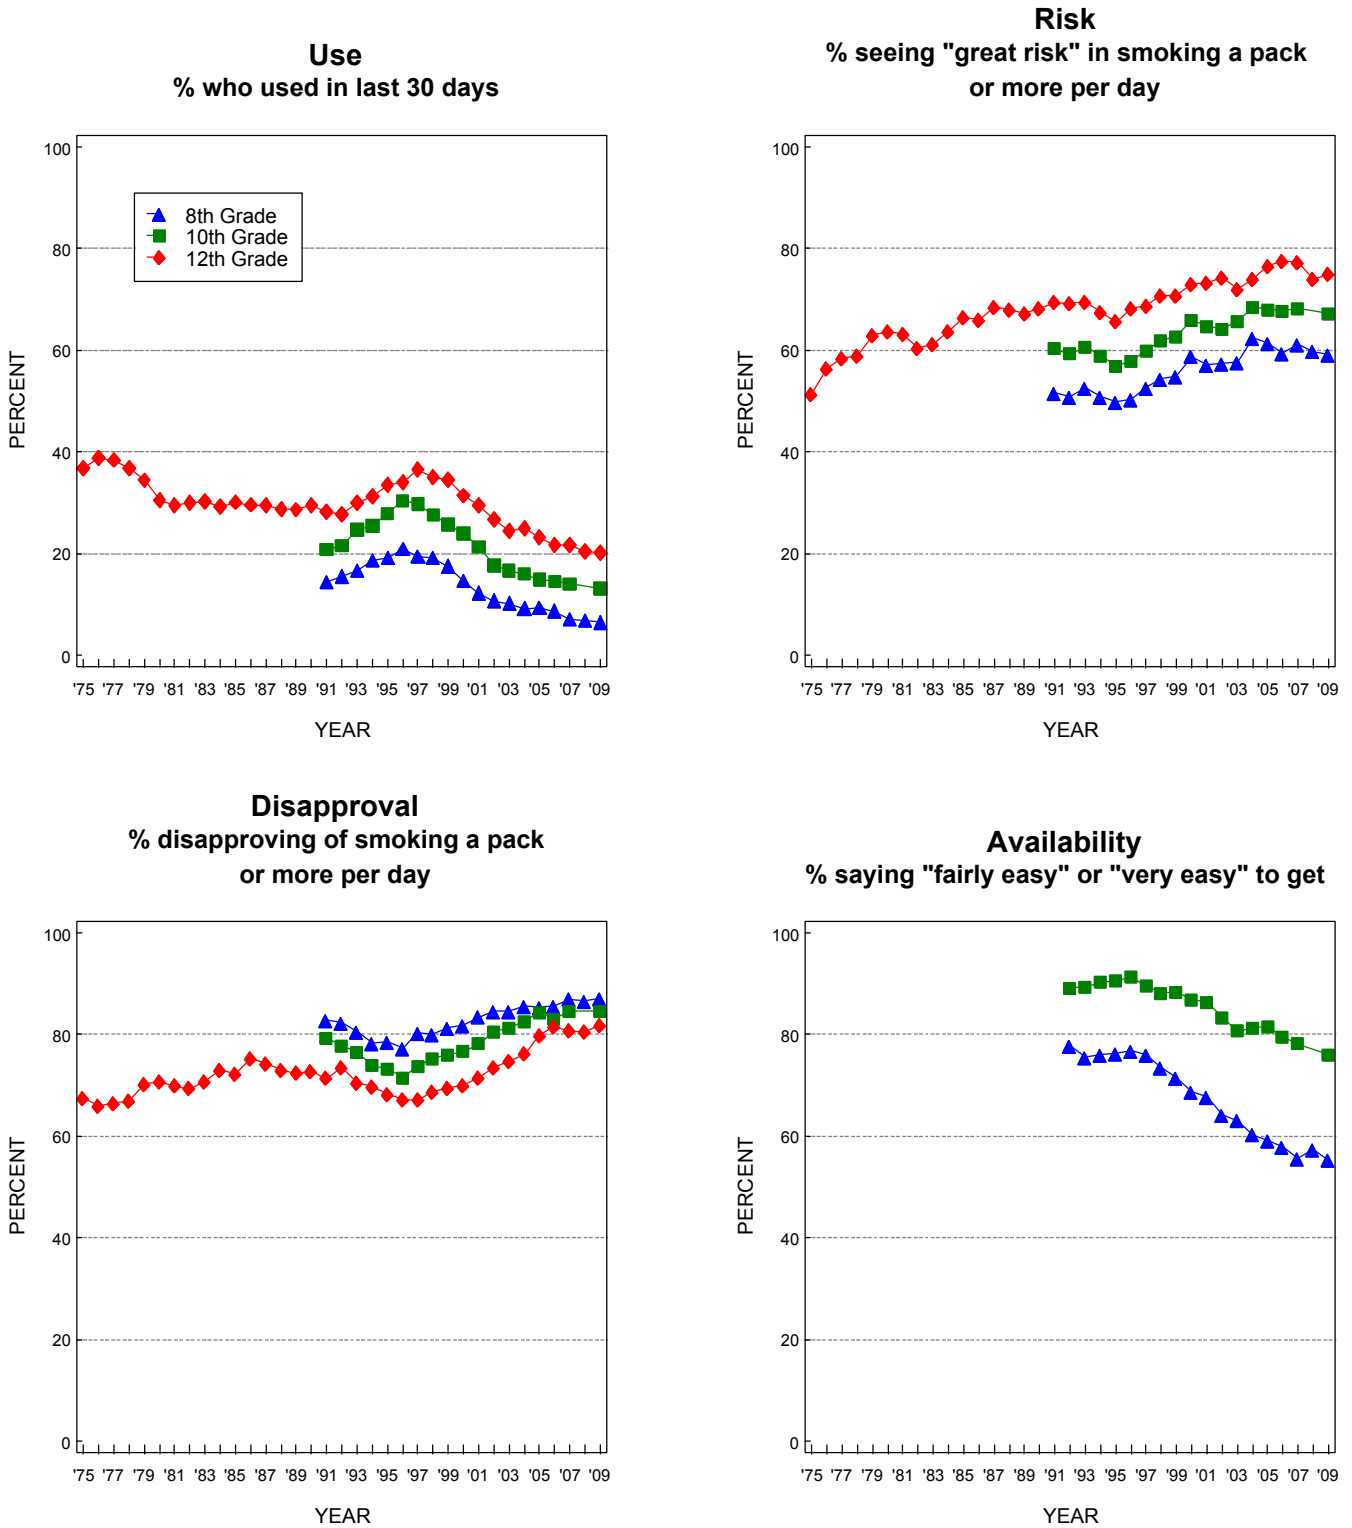 Use
% who used in last 30 days
100
80
60
40
20
0
PERCENT
8th Grade
10th Grade
12th Grade
'75 '77 '79 '81 '83 '85 '87 '89 '91 '93 '95 '97 '99 '01 '03 '05 '07 '09
YEAR
Risk
% seeing "great risk" in smoking a pack
or more per day
100
80
60
40
20
0
PERCENT
'75 '77 '79 '81 '83 '85 '87 '89 '91 '93 '95 '97 '99 '01 '03 '05 '07 '09
YEAR
Disapproval
% disapproving of smoking a pack
or more per day
100
80
60
40
20
0
PERCENT
'75 '77 '79 '81 '83 '85 '87 '89 '91 '93 '95 '97 '99 '01 '03 '05 '07 '09
YEAR
Availability
% saying "fairly easy" or "very easy" to get
100
80
60
40
20
0
PERCENT
'75 '77 '79 '81 '83 '85 '87 '89 '91 '93 '95 '97 '99 '01 '03 '05 '07 '09
YEAR